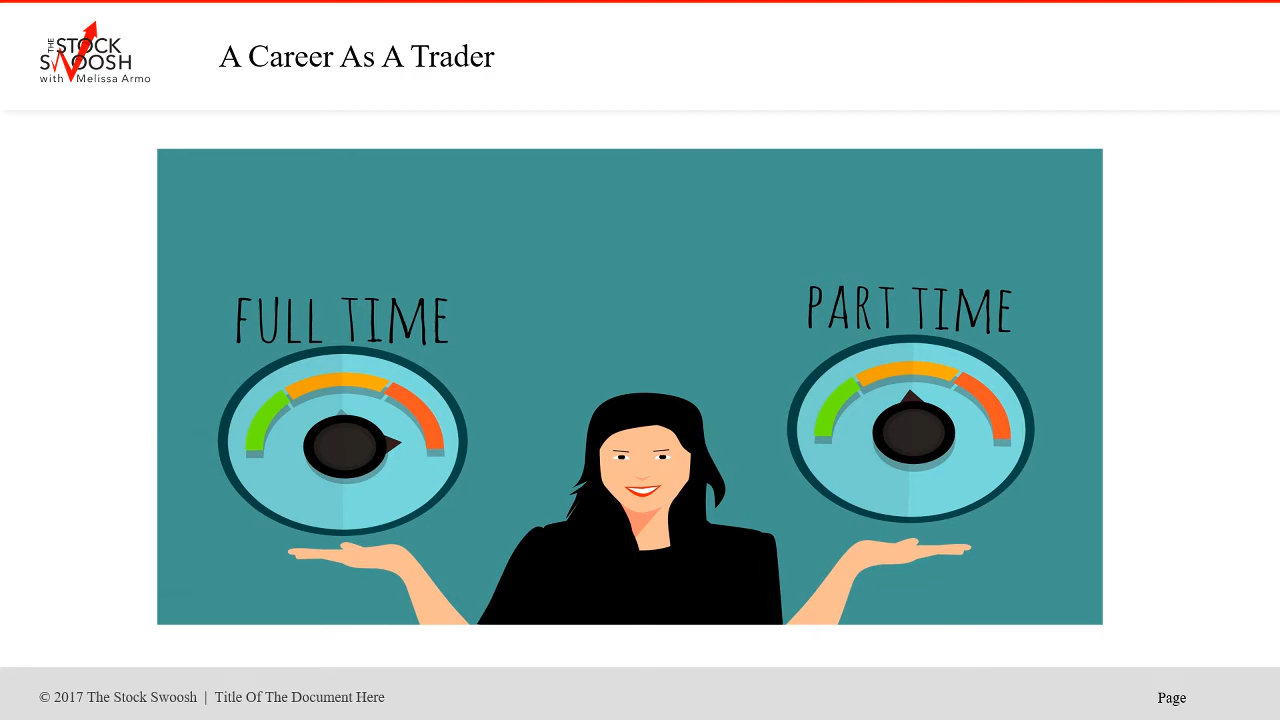 THE
STOCK
SWOOSH
with Melissa Armo
A Career As A Trader
FULL TIME
PART TIME
© 2017 The Stock Swoosh | Title Of The Document Here
Page